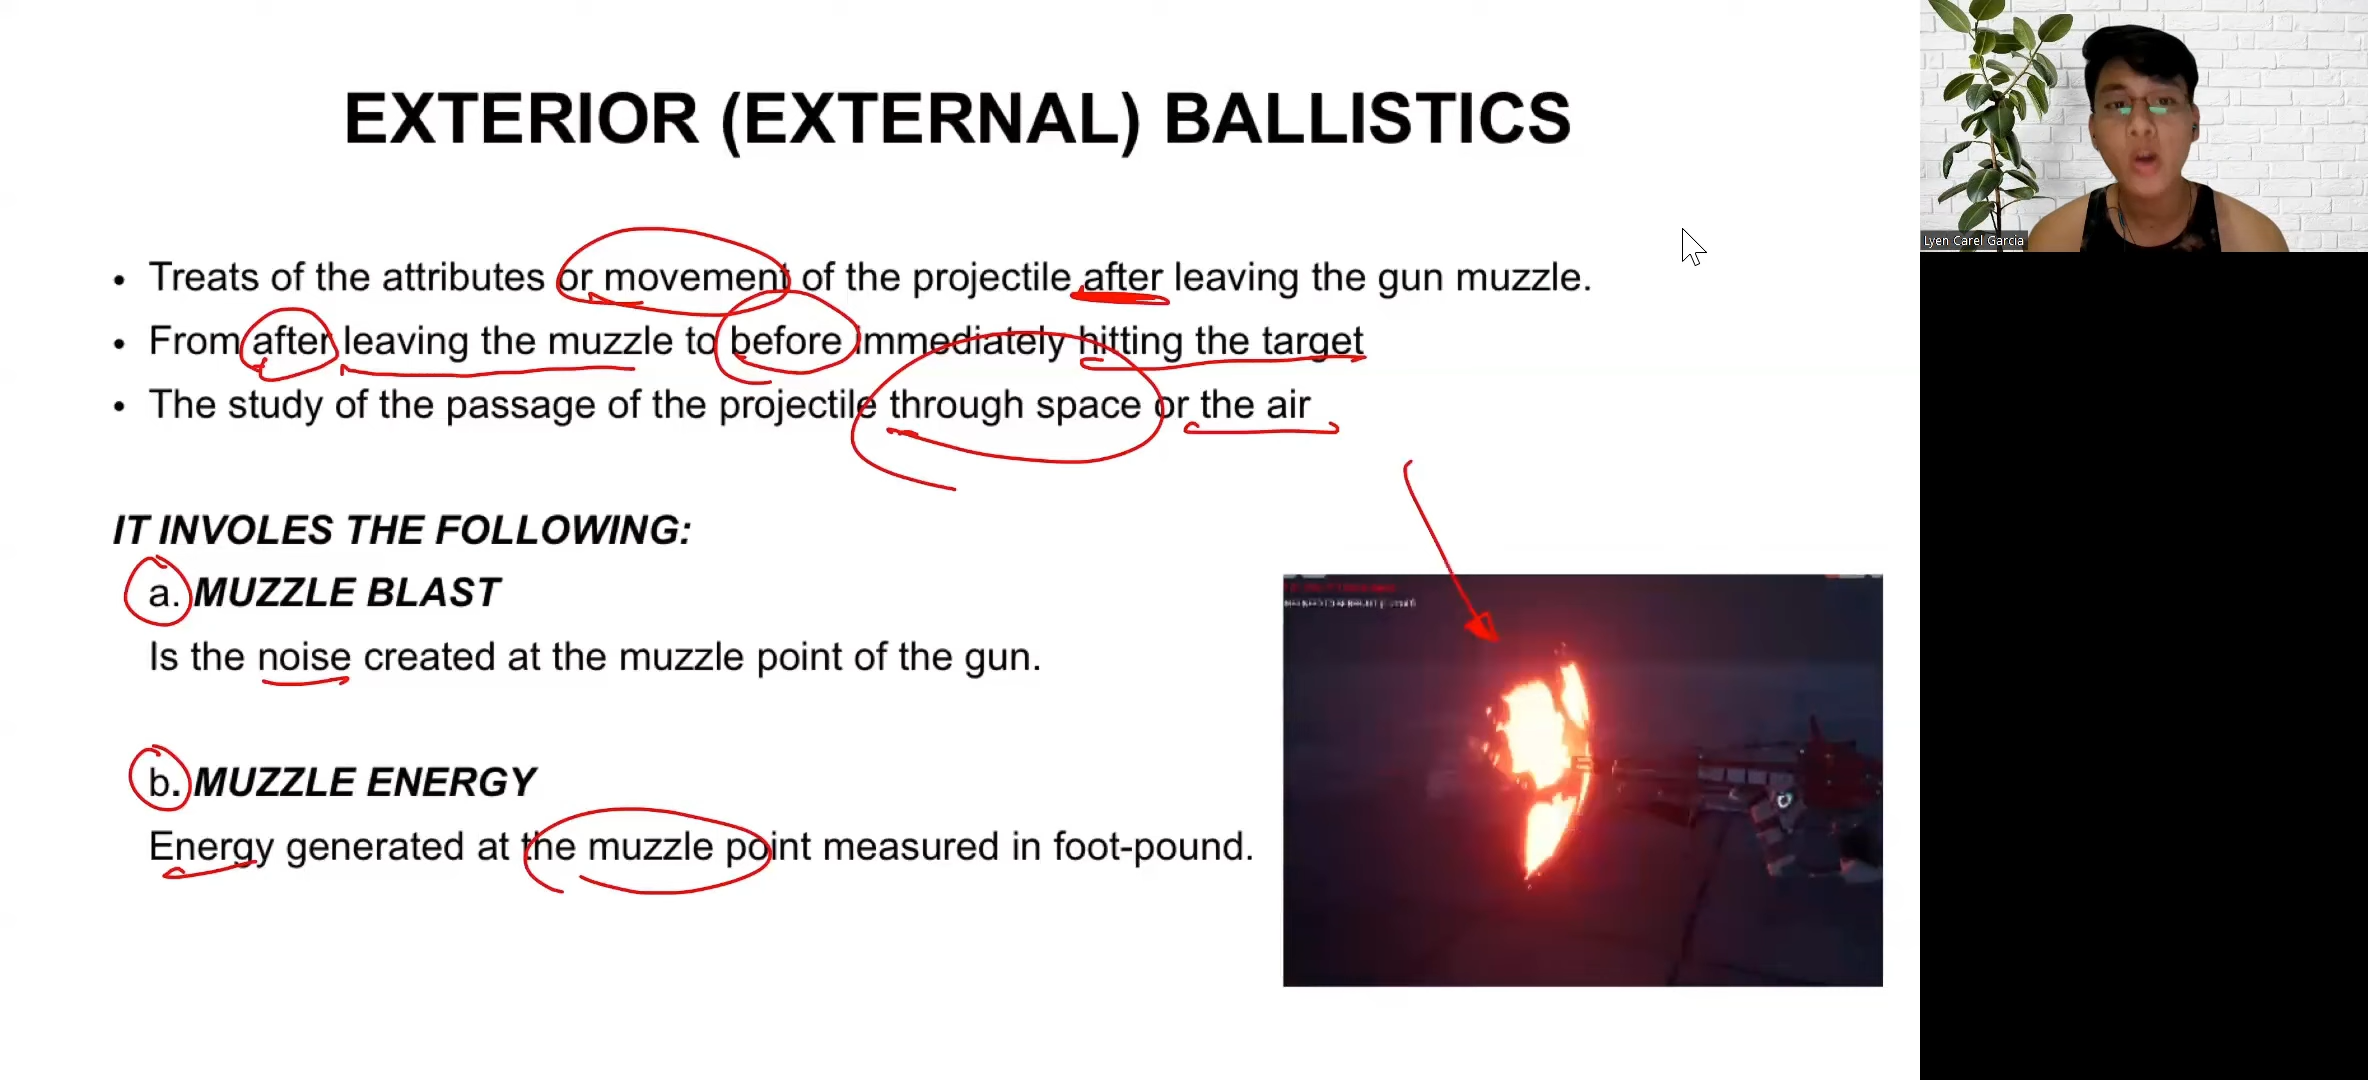 EXTERIOR (EXTERNAL) BALLISTICS
• Treats of the attributes or movement of the projectile after leaving the gun muzzle.
• From after leaving the muzzle to before immediately hitting the target
• The study of the passage of the projectile through space or the air
IT INVOLES THE FOLLOWING:
a. MUZZLE BLAST
Is the noise created at the muzzle point of the gun.
b. MUZZLE ENERGY
Energy generated at the muzzle point measured in foot-pound.
Lyen Carel Garcia